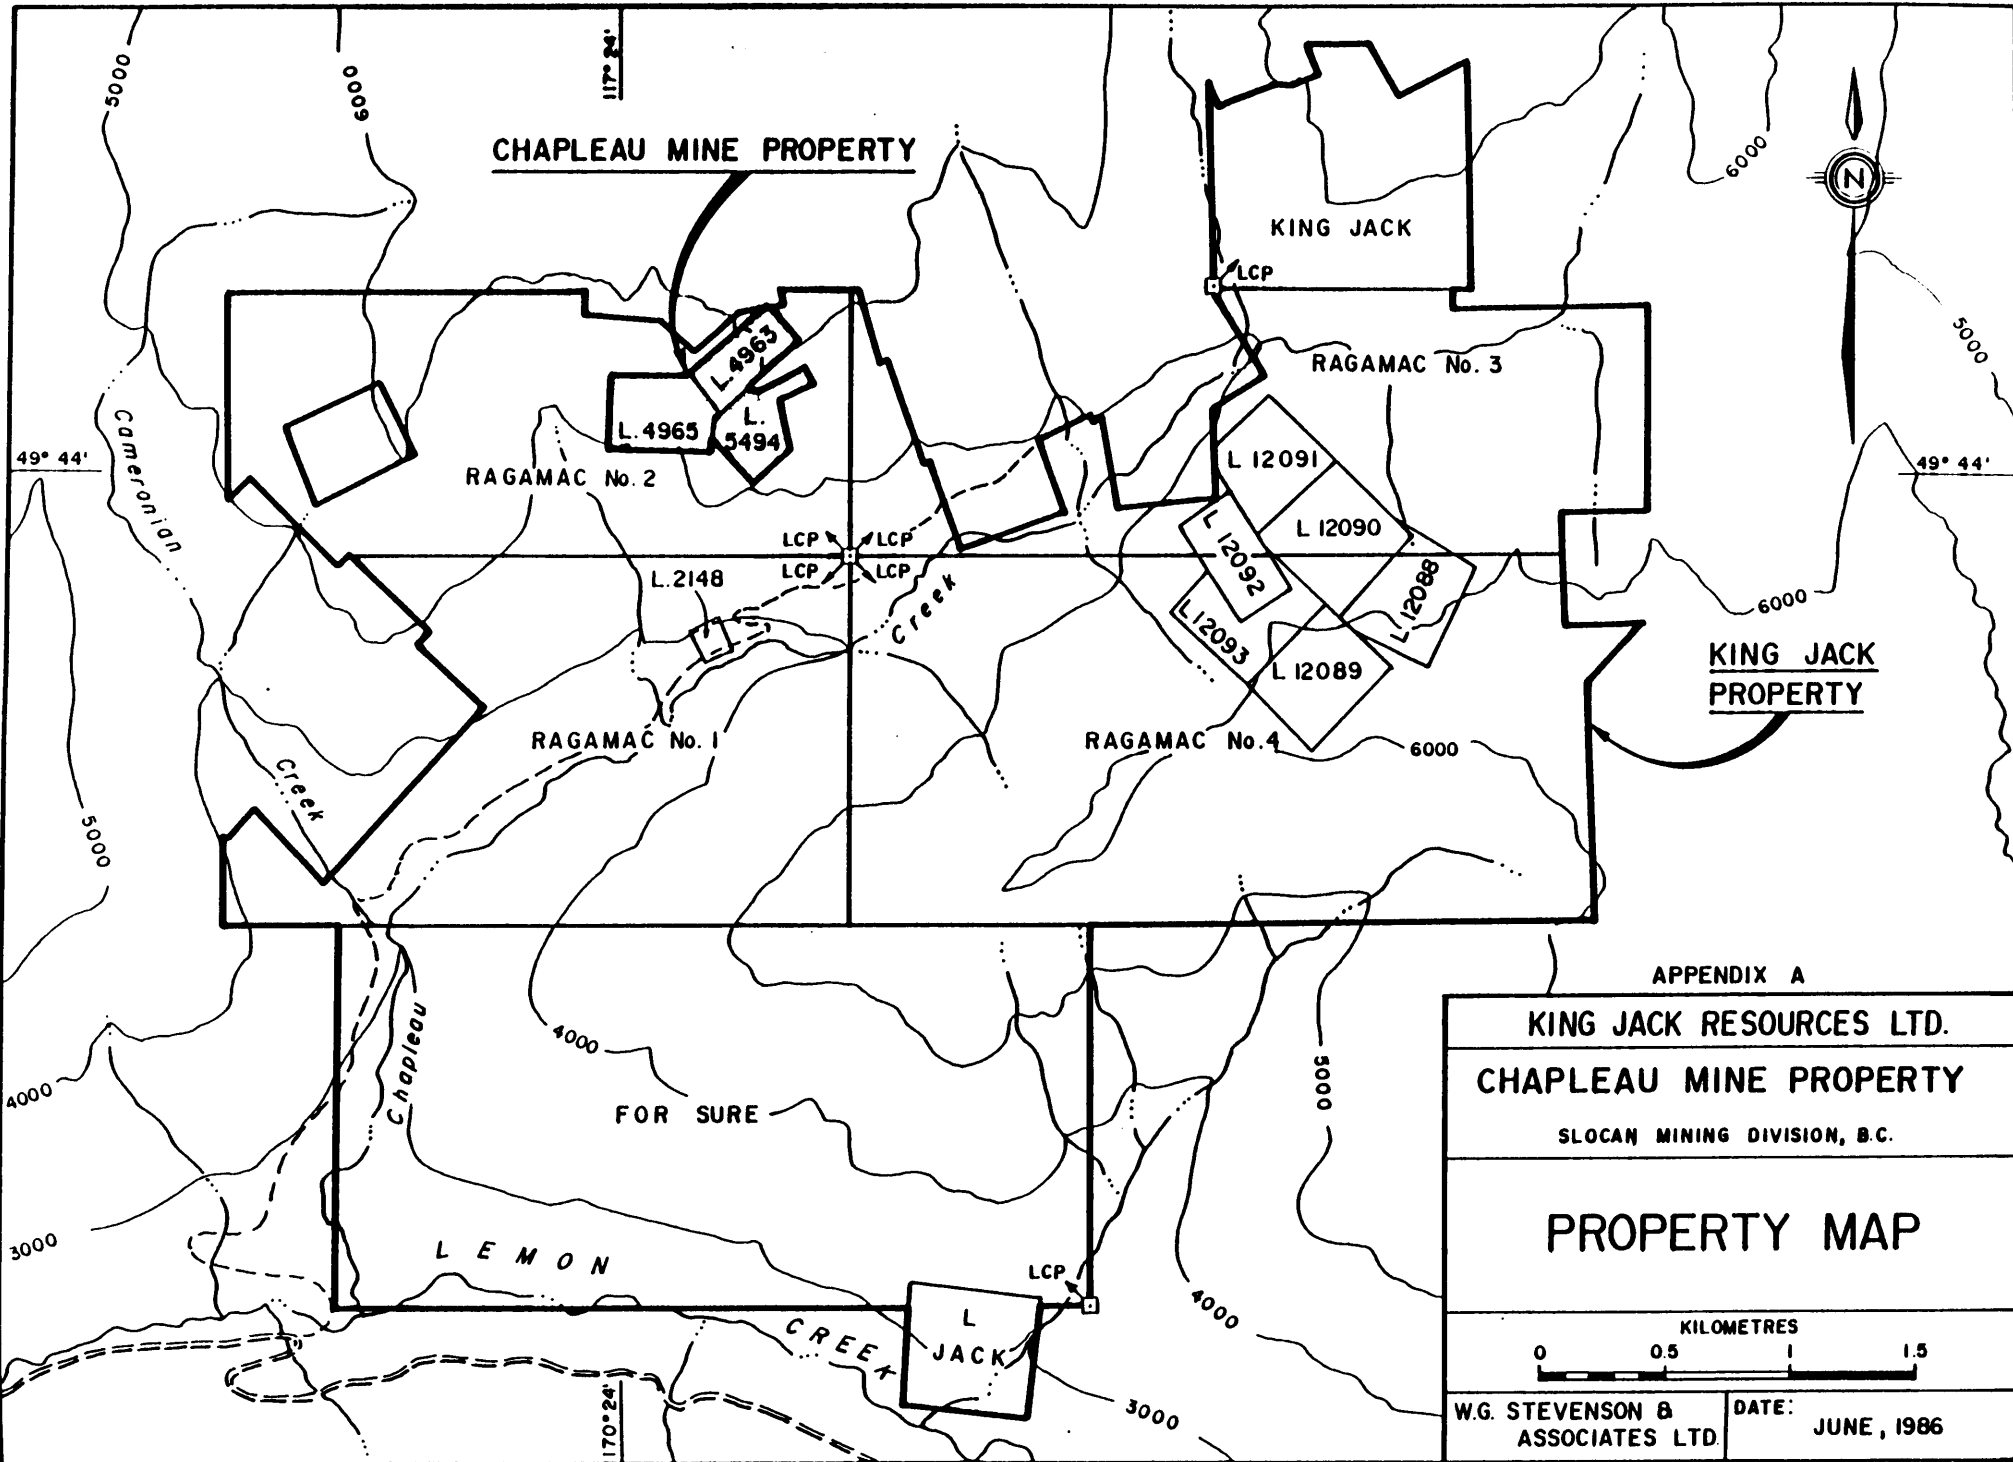 5000
6000
117° 24'
CHAPLEAU MINE PROPERTY
6000
N
KING JACK
LCP
5000
L.4963
RAGAMAC No. 3
Cameronian
L.4965
L.
5494
49° 44'
RAGAMAC No. 2
L 12091
49° 44'
L 12090
LCP
LCP
LCP
LCP
L 12092
L.2148
Creek
L 12088
6000
L 12093
L 12089
KING JACK
PROPERTY
RAGAMAC No. 1
RAGAMAC No. 4
6000
Creek
5000
4000
Chapleau
4000
FOR SURE
5000
3000
LEMON
LCP
4000
CREEK
L
JACK
170° 24'
3000
APPENDIX A
KING JACK RESOURCES LTD.
CHAPLEAU MINE PROPERTY
SLOCAN MINING DIVISION, B.C.
PROPERTY MAP
KILOMETRES
0 0.5 1 1.5
W.G. STEVENSON &
ASSOCIATES LTD.
DATE:
JUNE, 1986